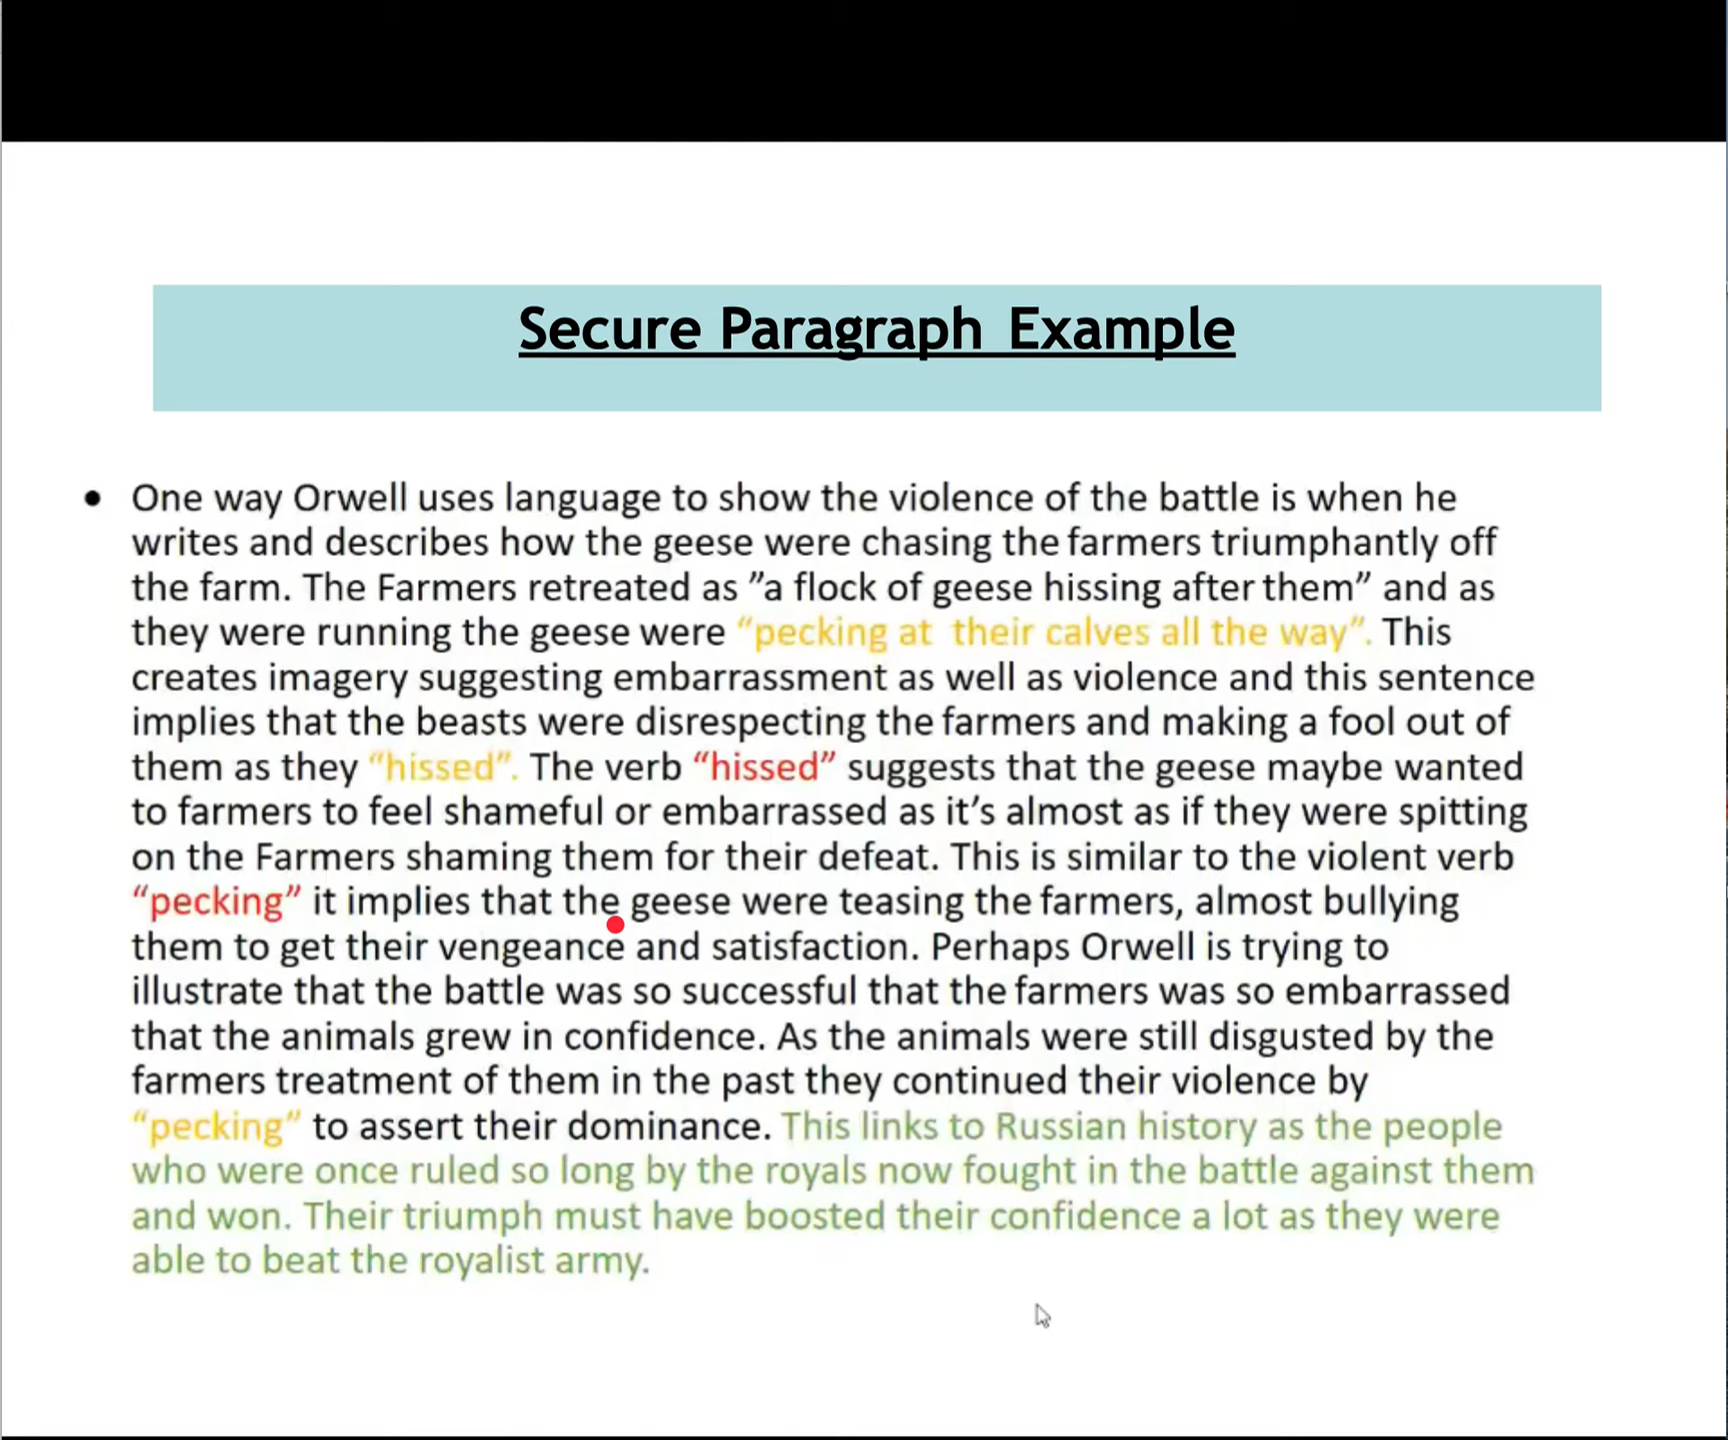 Secure Paragraph Example
• One way Orwell uses language to show the violence of the battle is when he
writes and describes how the geese were chasing the farmers triumphantly off
the farm. The Farmers retreated as ”a flock of geese hissing after them” and as
they were running the geese were “pecking at their calves all the way”. This
creates imagery suggesting embarrassment as well as violence and this sentence
implies that the beasts were disrespecting the farmers and making a fool out of
them as they “hissed”. The verb “hissed” suggests that the geese maybe wanted
to farmers to feel shameful or embarrassed as it’s almost as if they were spitting
on the Farmers shaming them for their defeat. This is similar to the violent verb
“pecking” it implies that the geese were teasing the farmers, almost bullying
them to get their vengeance and satisfaction. Perhaps Orwell is trying to
illustrate that the battle was so successful that the farmers was so embarrassed
that the animals grew in confidence. As the animals were still disgusted by the
farmers treatment of them in the past they continued their violence by
“pecking” to assert their dominance. This links to Russian history as the people
who were once ruled so long by the royals now fought in the battle against them
and won. Their triumph must have boosted their confidence a lot as they were
able to beat the royalist army.